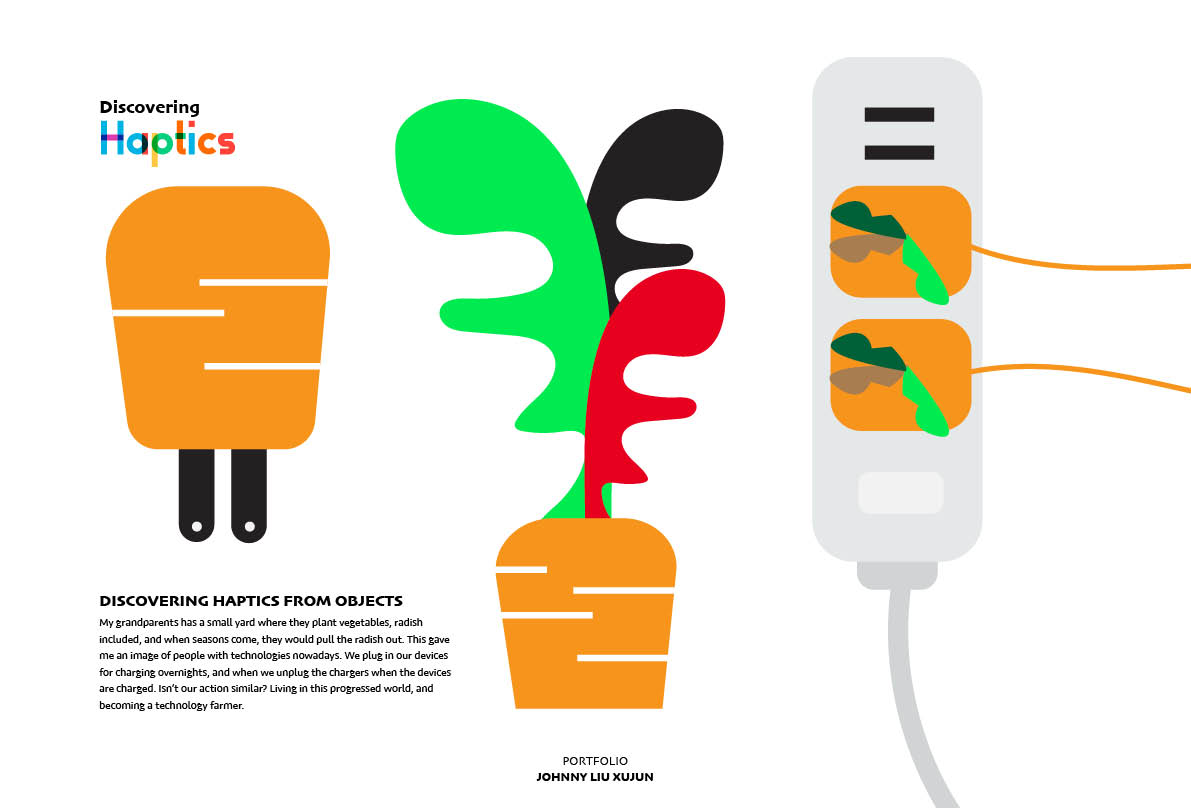 Discovering
Haptics
DISCOVERING HAPTICS FROM OBJECTS
My grandparents has a small yard where they plant vegetables, radish
included, and when seasons come, they would pull the radish out. This gave
me an image of people with technologies nowadays. We plug in our devices
for charging overnights, and when we unplug the chargers when the devices
are charged. Isn't our action similar? Living in this progressed world, and
becoming a technology farmer.
PORTFOLIO
JOHNNY LIU XUJUN